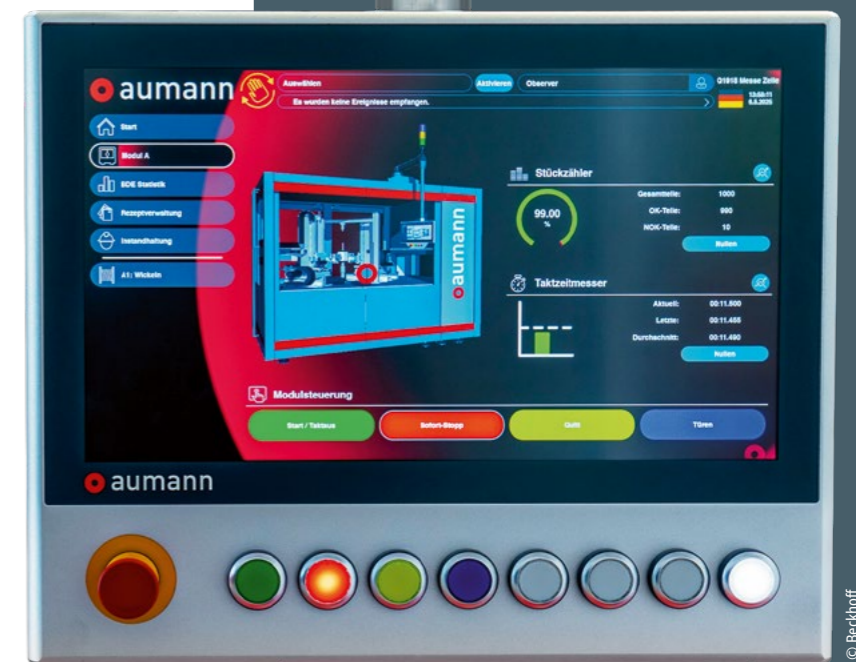 aumann
Auswählen
Aktivieren
Observer
Q1918 Messe Zelle
Es wurden keine Ereignisse empfangen.
Start
Modul A
BDE Statistik
Rezeptverwaltung
Instandhaltung
A1: Wickeln
aumann
Stückzähler
99.00
%
Gesamtteile: 1000
OK-Teile: 990
NOK-Teile: 10
Nullen
Taktzeitmesser
Aktuell: 00:11.500
Letzte: 00:11.455
Durchschnitt: 00:11.490
Nullen
Modulsteuerung
Start / Taktaus
Sofort-Stopp
Quitt
Türen
aumann
© Beckhoff